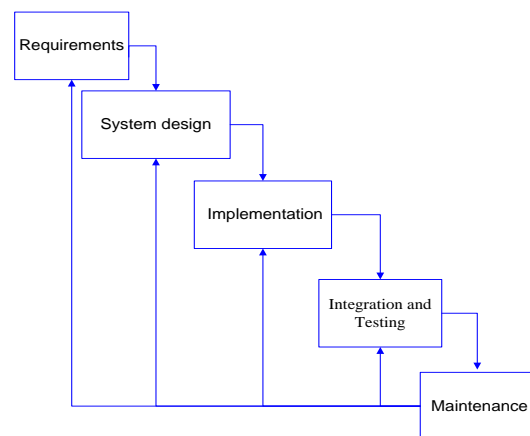 Requirements
System design
Implementation
Integration and
Testing
Maintenance